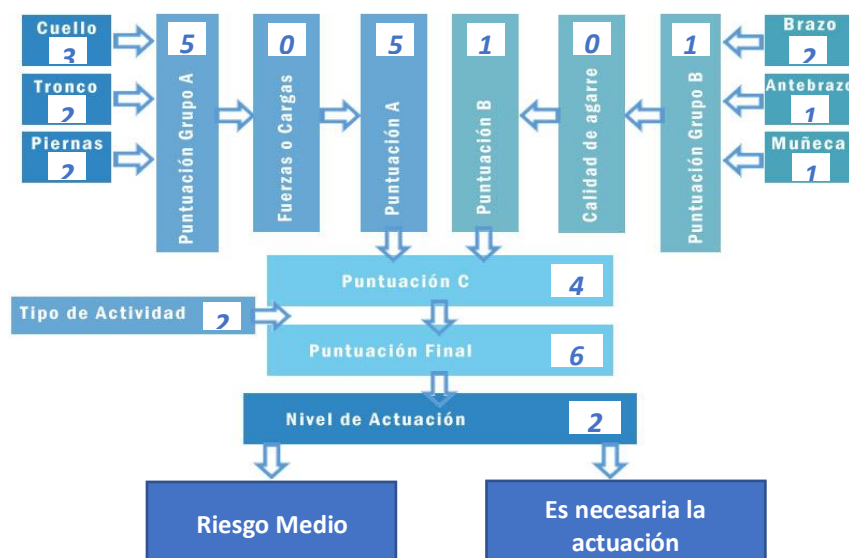 Cuello
3
Tronco
2
Piernas
2
5
Puntuación Grupo A
0
Fuerzas o Cargas
5
Puntuación A
1
Puntuación B
0
Calidad de agarre
1
Puntuación Grupo B
Brazo
2
Antebrazo
1
Muñeca
1
Puntuación C
4
Tipo de Actividad
2
Puntuación Final
6
Nivel de Actuación
2
Riesgo Medio
Es necesaria la
actuación